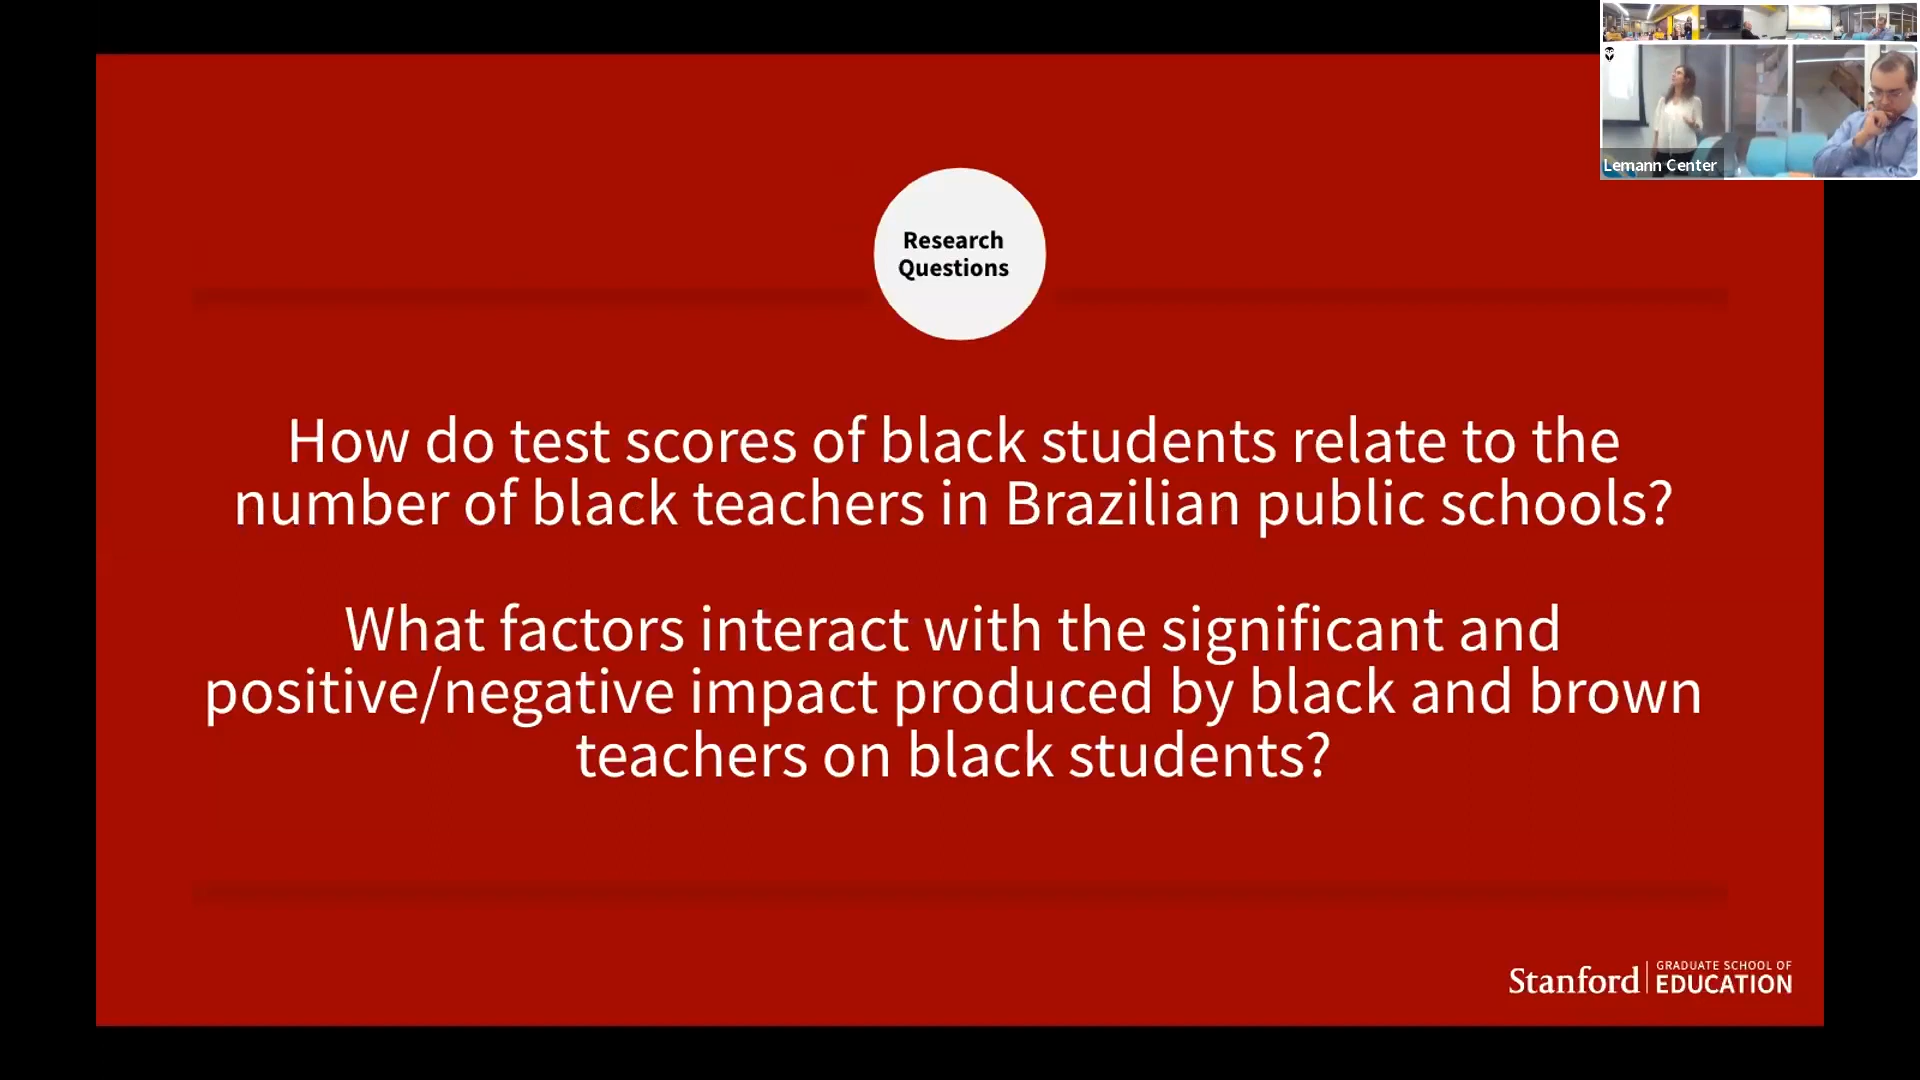 Lemann Center
Research
Questions
How do test scores of black students relate to the
number of black teachers in Brazilian public schools?
What factors interact with the significant and
positive/negative impact produced by black and brown
teachers on black students?
Stanford
GRADUATE SCHOOL OF
EDUCATION